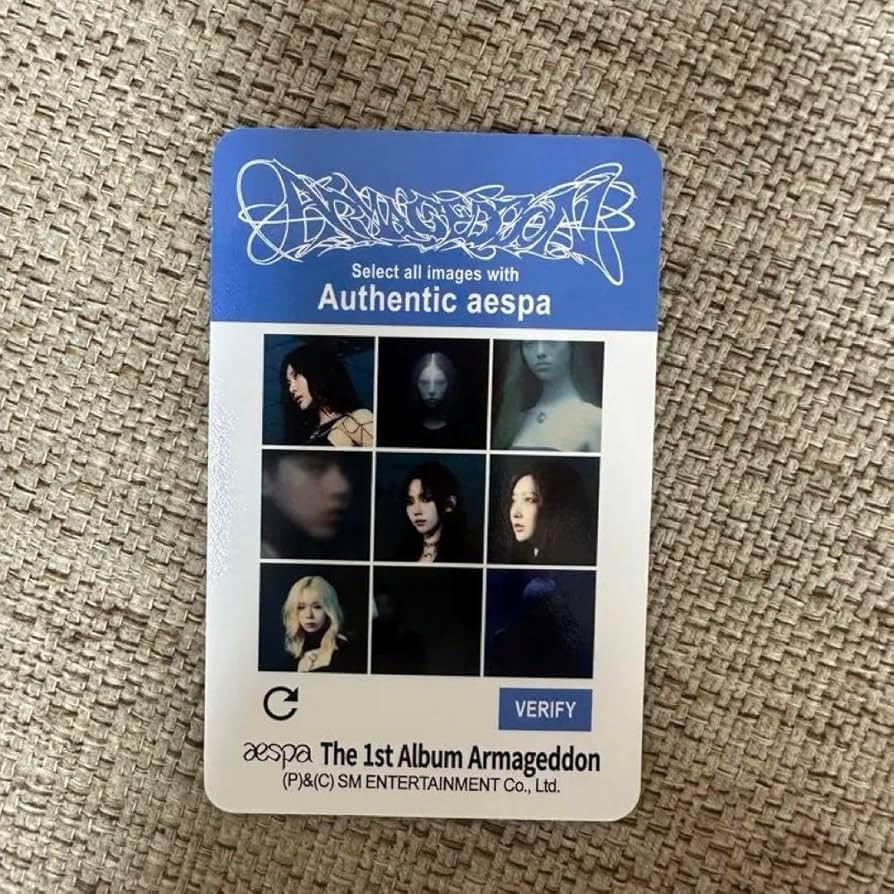 ARMAGEDDON
Select all images with
Authentic aespa
VERIFY
aespa The 1st Album Armageddon
(P)&(C) SM ENTERTAINMENT Co., Ltd.